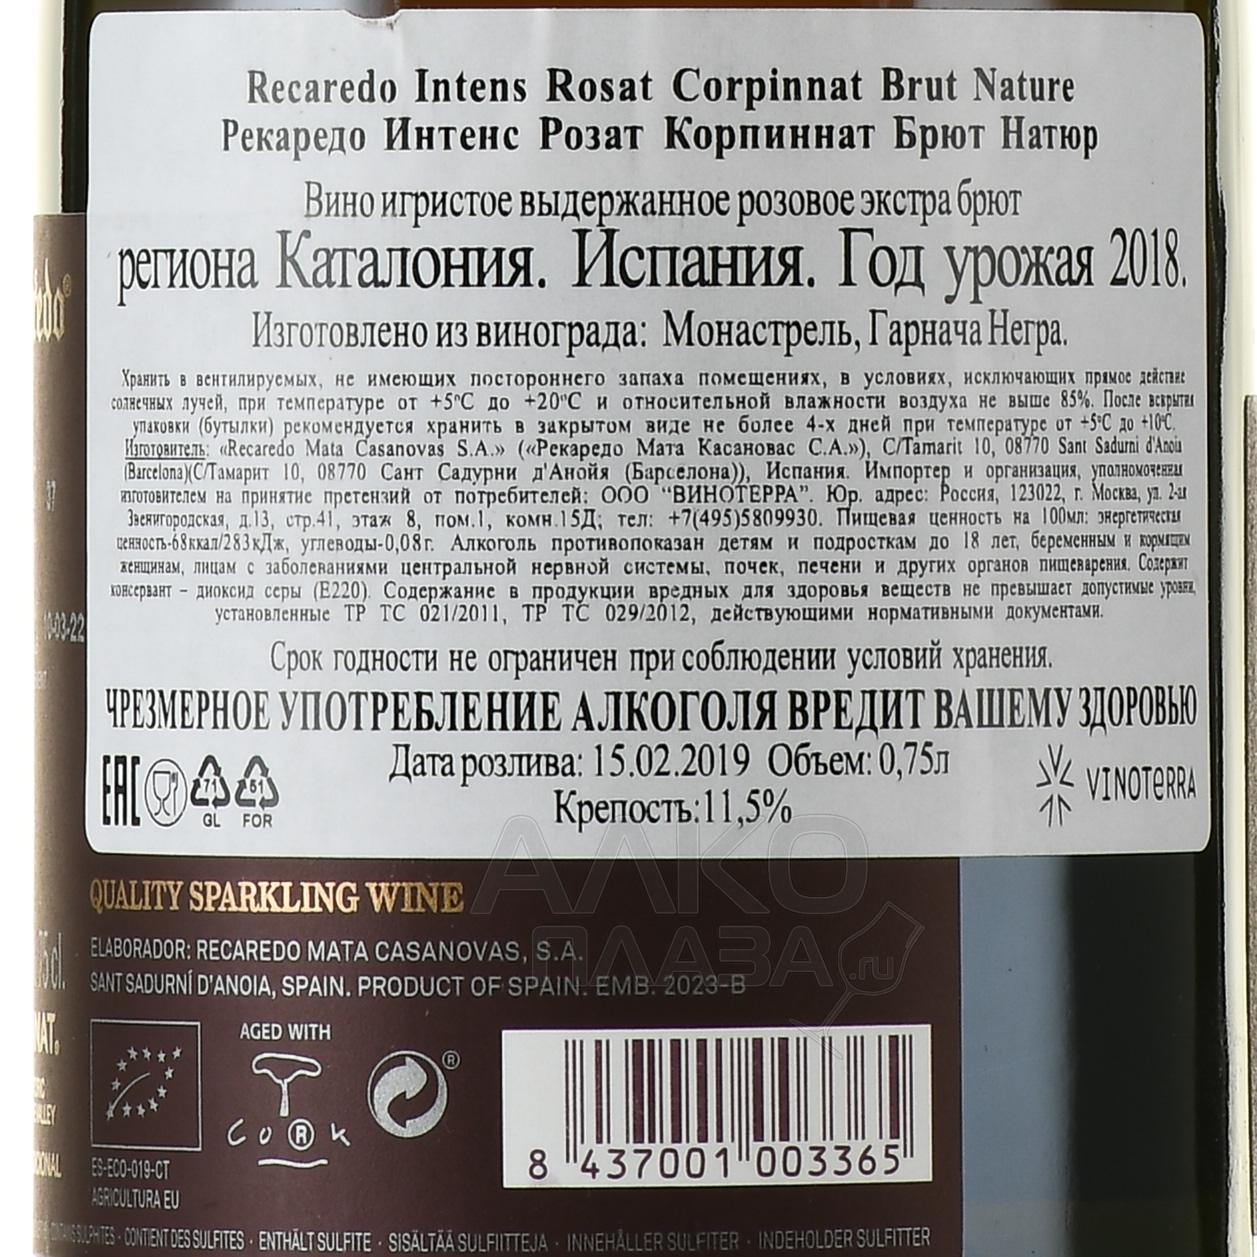 Recaredo Intens Rosat Corpinnat Brut Nature
Рекаредо Интенс Розат Корпиннат Брют Натюр
Вино игристое выдержанное розовое экстра брют
региона Каталония. Испания. Год урожая 2018.
Изготовлено из винограда: Монастрель, Гарнача Негра.
Хранить в вентилируемых, не имеющих постороннего запаха помещениях, в условиях, исключающих прямое действие
солнечных лучей, при температуре от +5°C до +20°C и относительной влажности воздуха не выше 85%. После вскрытия
упаковки (бутылки) рекомендуется хранить в закрытом виде не более 4-х дней при температуре от +5°C до +10°C.
Изготовитель: «Recaredo Mata Casanovas S.A.» («Рекаредо Мата Касановас С.А.»), C/Tamarit 10, 08770 Sant Sadurni d'Anoia
(Barcelona)(С/Тамарит 10, 08770 Сант Садурни д'Анойя (Барселона)), Испания. Импортер и организация, уполномоченная
изготовителем на принятие претензий от потребителей: ООО "ВИНОТЕРРА". Юр. адрес: Россия, 123022, г. Москва, ул. 2-ая
Звенигородская, д.13, стр.41, этаж 8, пом.1, комн.15Д; тел: +7(495)5809930. Пищевая ценность на 100мл: энергетическая
ценность-68ккал/283кДж, углеводы-0,08г. Алкоголь противопоказан детям и подросткам до 18 лет, беременным и кормящим
женщинам, лицам с заболеваниями центральной нервной системы, почек, печени и других органов пищеварения. Содержит
консервант – диоксид серы (E220). Содержание в продукции вредных для здоровья веществ не превышает допустимые уровни,
установленные ТР ТС 021/2011, ТР ТС 029/2012, действующими нормативными документами.
Срок годности не ограничен при соблюдении условий хранения.
ЧРЕЗМЕРНОЕ УПОТРЕБЛЕНИЕ АЛКОГОЛЯ ВРЕДИТ ВАШЕМУ ЗДОРОВЬЮ
Дата розлива: 15.02.2019 Объем: 0,75л
Крепость:11,5%
EAC
71
GL
51
FOR
VINOTERRA
АЛКО
ПЛАЗА
.ru
QUALITY SPARKLING WINE
ELABORADOR: RECAREDO MATA CASANOVAS, S.A.
SANT SADURNÍ D'ANOIA, SPAIN. PRODUCT OF SPAIN. EMB. 2023-B
AGED WITH
CORK
®
ES-ECO-019-CT
AGRICULTURA EU
8 437001 003365
CONTIENT DES SULFITES · ENTHÄLT SULFITE · SISÄLTÄÄ SULFIITTEJA · INNEHÅLLER SULFITER · INDEHOLDER SULFITTER